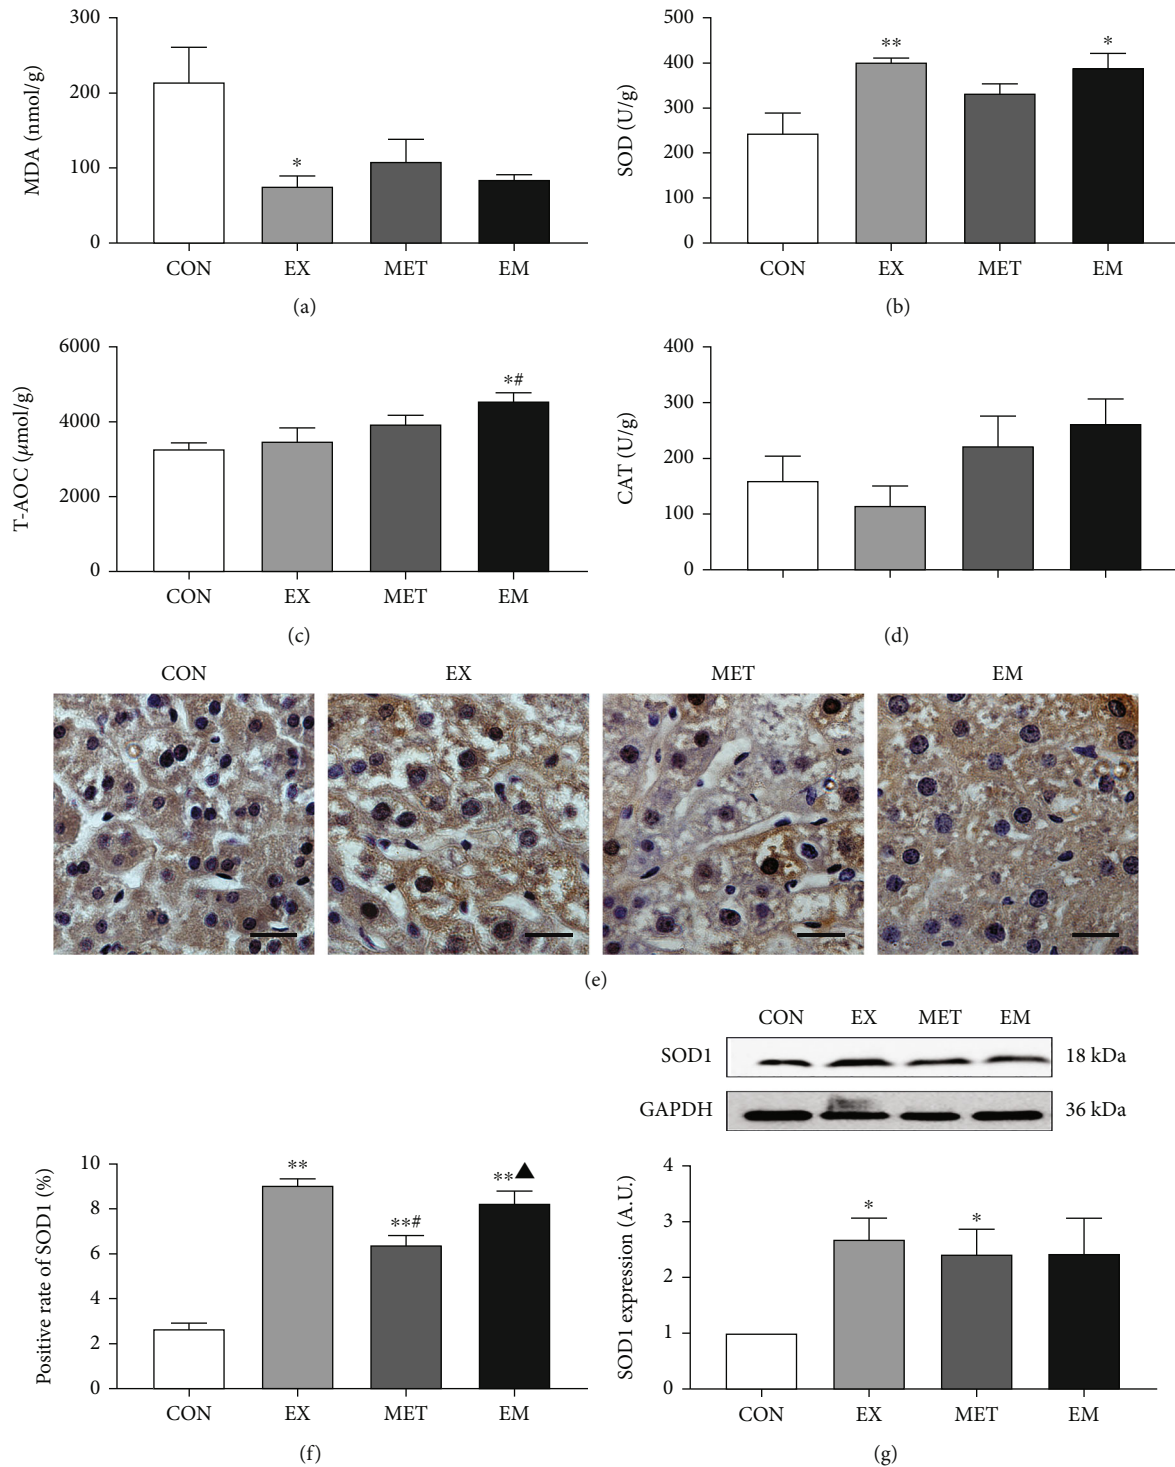 300
200
100
0
MDA (nmol/g)
*
CON EX MET EM
(a)
500
400
300
200
100
0
SOD (U/g)
** *
CON EX MET EM
(b)
6000
4000
2000
0
T-AOC (μmol/g)
*#
CON EX MET EM
(c)
400
300
200
100
0
CAT (U/g)
(d)
CON EX MET EM
(e)
10
8
6
4
2
0
Positive rate of SOD1 (%)
** **# **▲
CON EX MET EM
(f)
CON EX MET EM
SOD1 18 kDa
GAPDH 36 kDa
4
3
2
1
0
SOD1 expression (A.U.)
* *
CON EX MET EM
(g)